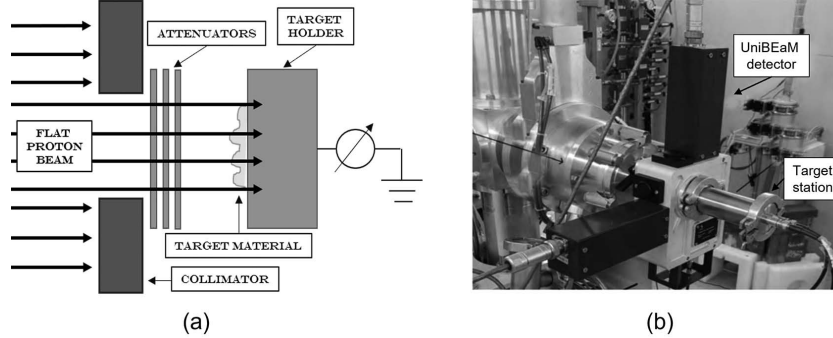 ATTENUATORS
TARGET
HOLDER
FLAT
PROTON
BEAM
TARGET MATERIAL
COLLIMATOR
(a)
UniBEaM
detector
Target
station
(b)